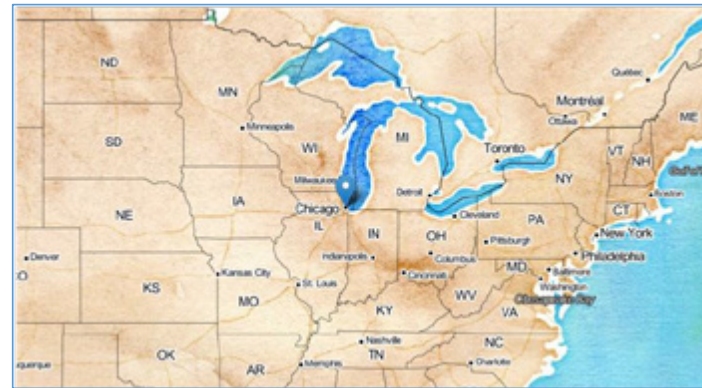 ND
MN
Minneapolis
SD
WI
MI
Québec
Montréal
Ottawa
ME
Toronto
VT
NH
NY
Boston
Milwaukee
Detroit
Chicago
CT
NE
IA
IL
IN
OH
Cleveland
PA
Pittsburgh
New York
Philadelphia
Denver
Indianapolis
Columbus
Cincinnati
MD
Baltimore
Washington
Kansas City
KS
MO
St. Louis
WV
VA
Chesapeake Bay
KY
Nashville
OK
AR
Memphis
TN
NC
Charlotte